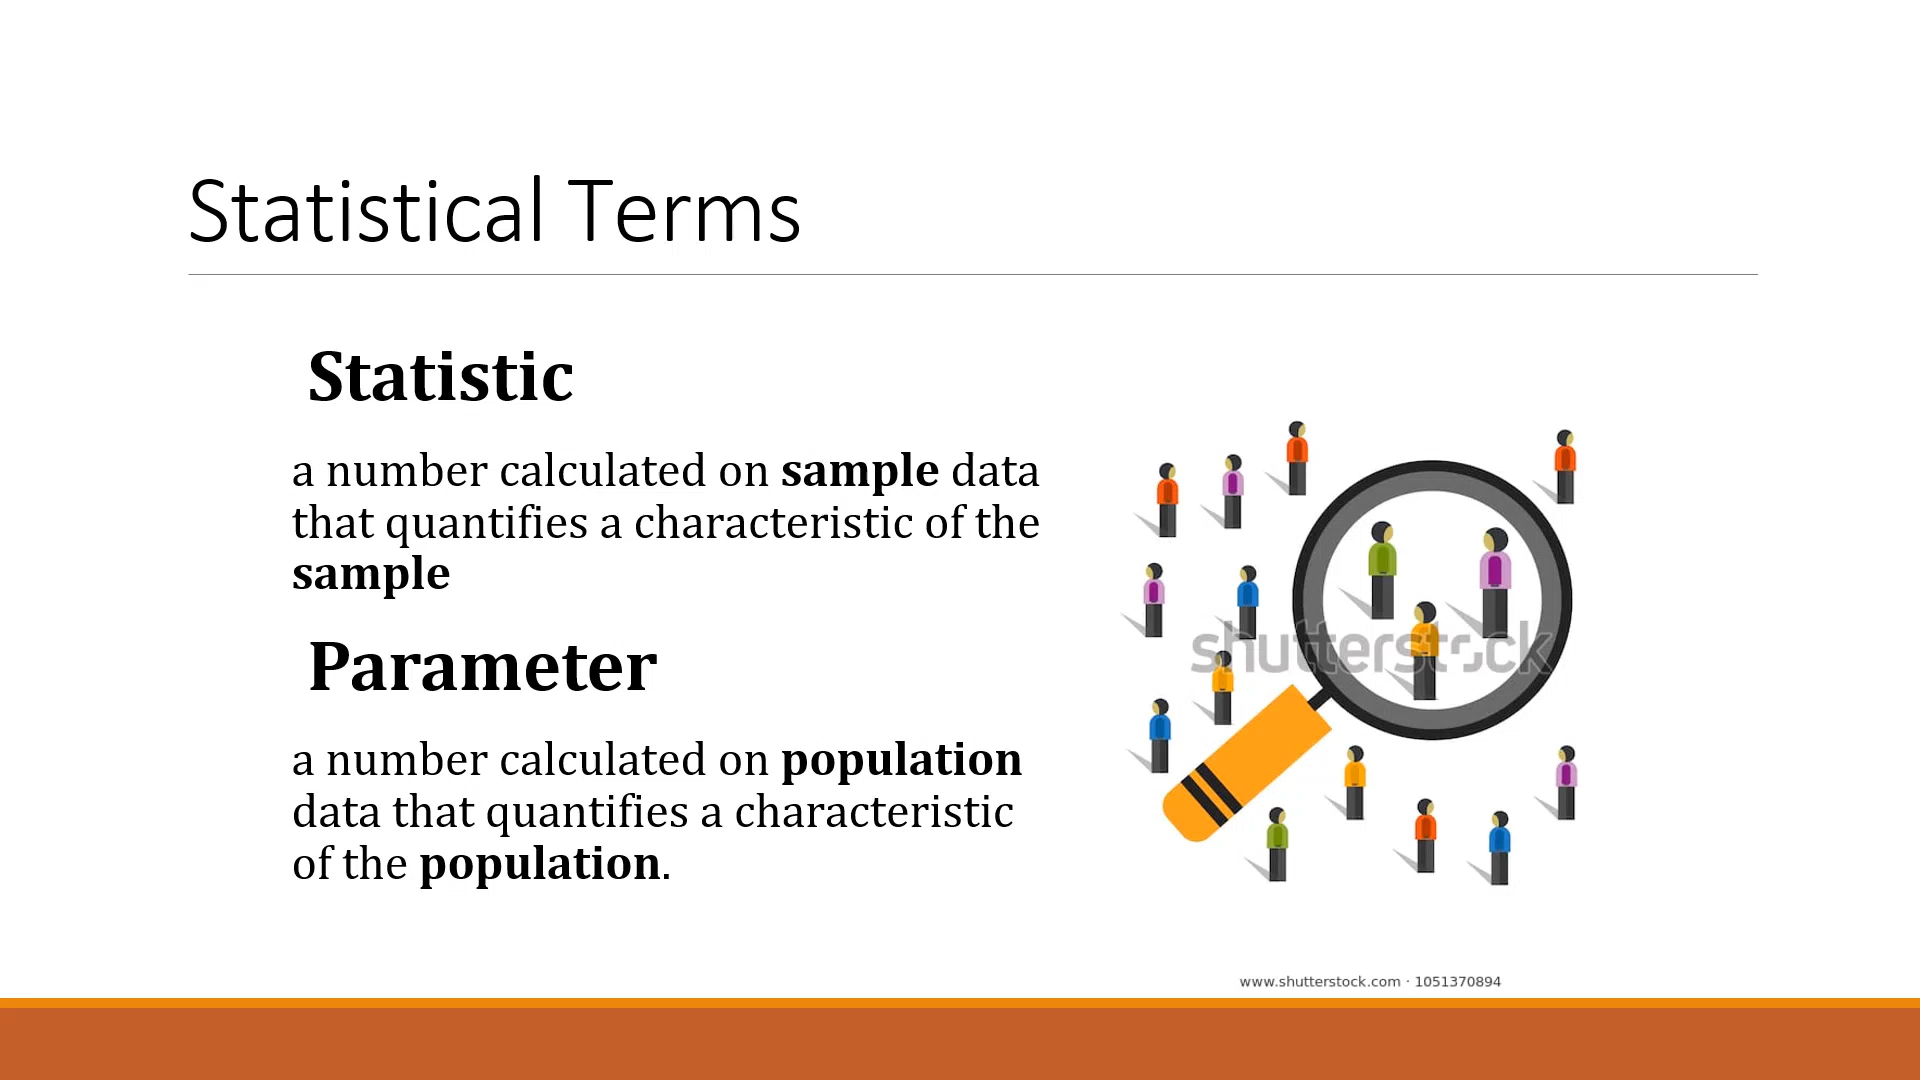 Statistical Terms
Statistic
a number calculated on sample data
that quantifies a characteristic of the
sample
Parameter
a number calculated on population
data that quantifies a characteristic
of the population.
shutterstock
www.shutterstock.com · 1051370894